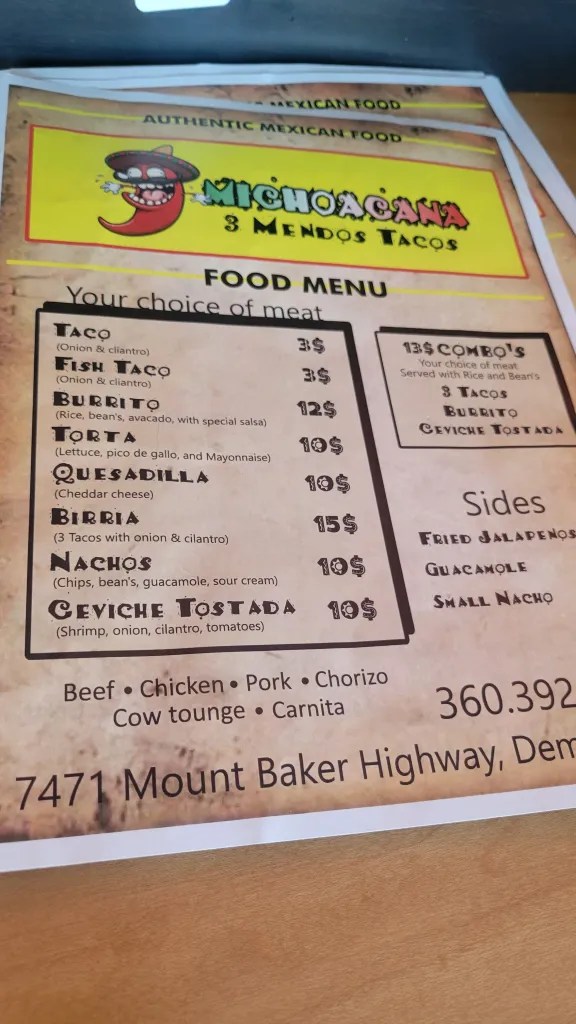 MEXICAN FOOD
AUTHENTIC MEXICAN FOOD
MICHOACANA
3 MENDOS TACOS
FOOD MENU
Your choice of meat
TACO 3$
(Onion & cliantro)
FISH TACO 3$
(Onion & cliantro)
BURRITO 12$
(Rice, bean's, avacado, with special salsa)
TORTA 10$
(Lettuce, pico de gallo, and Mayonnaise)
QUESADILLA 10$
(Cheddar cheese)
BIRRIA 15$
(3 Tacos with onion & cilantro)
NACHOS 10$
(Chips, bean's, guacamole, sour cream)
CEVICHE TOSTADA 10$
(Shrimp, onion, cilantro, tomatoes)
13$ COMBO'S
Your choice of meat
Served with Rice and Bean's
3 TACOS
BURRITO
CEVICHE TOSTADA
Sides
FRIED JALAPENOS
GUACAMOLE
SMALL NACHO
Beef • Chicken • Pork • Chorizo
Cow tounge • Carnita
360.392
7471 Mount Baker Highway, Dem